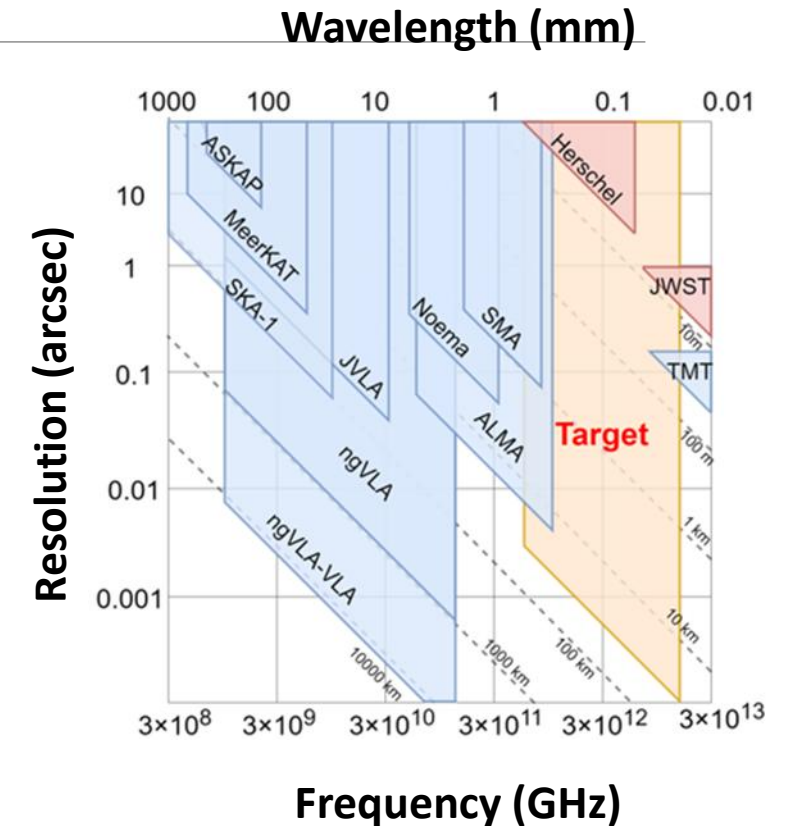 Wavelength (mm)
1000 100 10 1 0.1 0.01
Resolution (arcsec)
10
1
0.1
0.01
0.001
ASKAP
MeerKAT
SKA-1
JVLA
Noema
SMA
ALMA
ngVLA
ngVLA-VLA
Herschel
JWST
TMT
Target
10m
100 m
1 km
10 km
100 km
1000 km
10000 km
3×10⁸ 3×10⁹ 3×10¹⁰ 3×10¹¹ 3×10¹² 3×10¹³
Frequency (GHz)